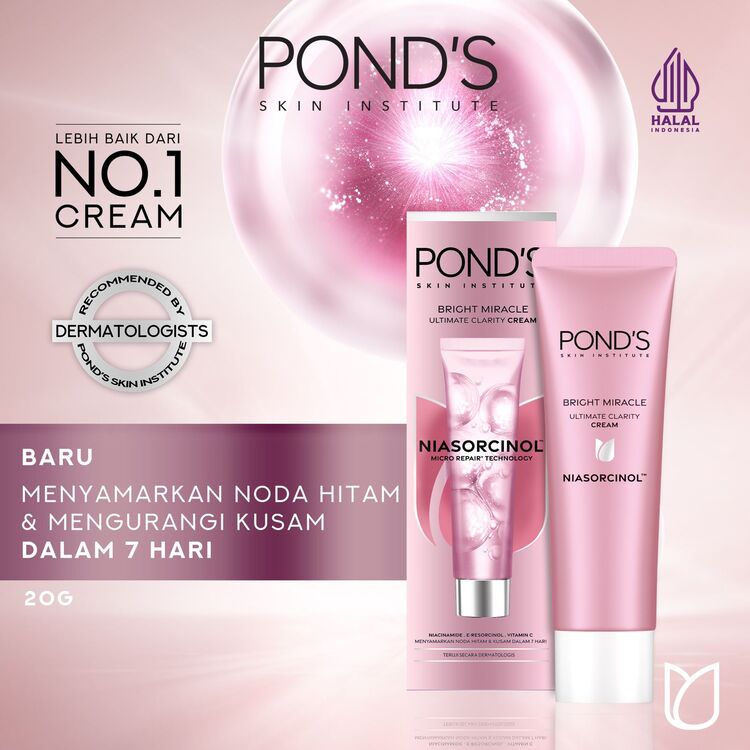 POND'S
SKIN INSTITUTE
HALAL
INDONESIA
LEBIH BAIK DARI
NO.1
CREAM
RECOMMENDED BY
DERMATOLOGISTS
POND'S SKIN INSTITUTE
BARU
MENYAMARKAN NODA HITAM
& MENGURANGI KUSAM
DALAM 7 HARI
20G
POND'S
SKIN INSTITUT
BRIGHT MIRACLE
ULTIMATE CLARITY CREAM
NIASORCINOL™
MICRO REPAIR⁺ TECHNOLOGY
NIACINAMIDE . E-RESORCINOL . VITAMIN C
MENYAMARKAN NODA HITAM & KUSAM DALAM 7 HARI
TERUJI SECARA DERMATOLOGIS
POND'S
SKIN INSTITUTE
BRIGHT MIRACLE
ULTIMATE CLARITY
CREAM
NIASORCINOL™